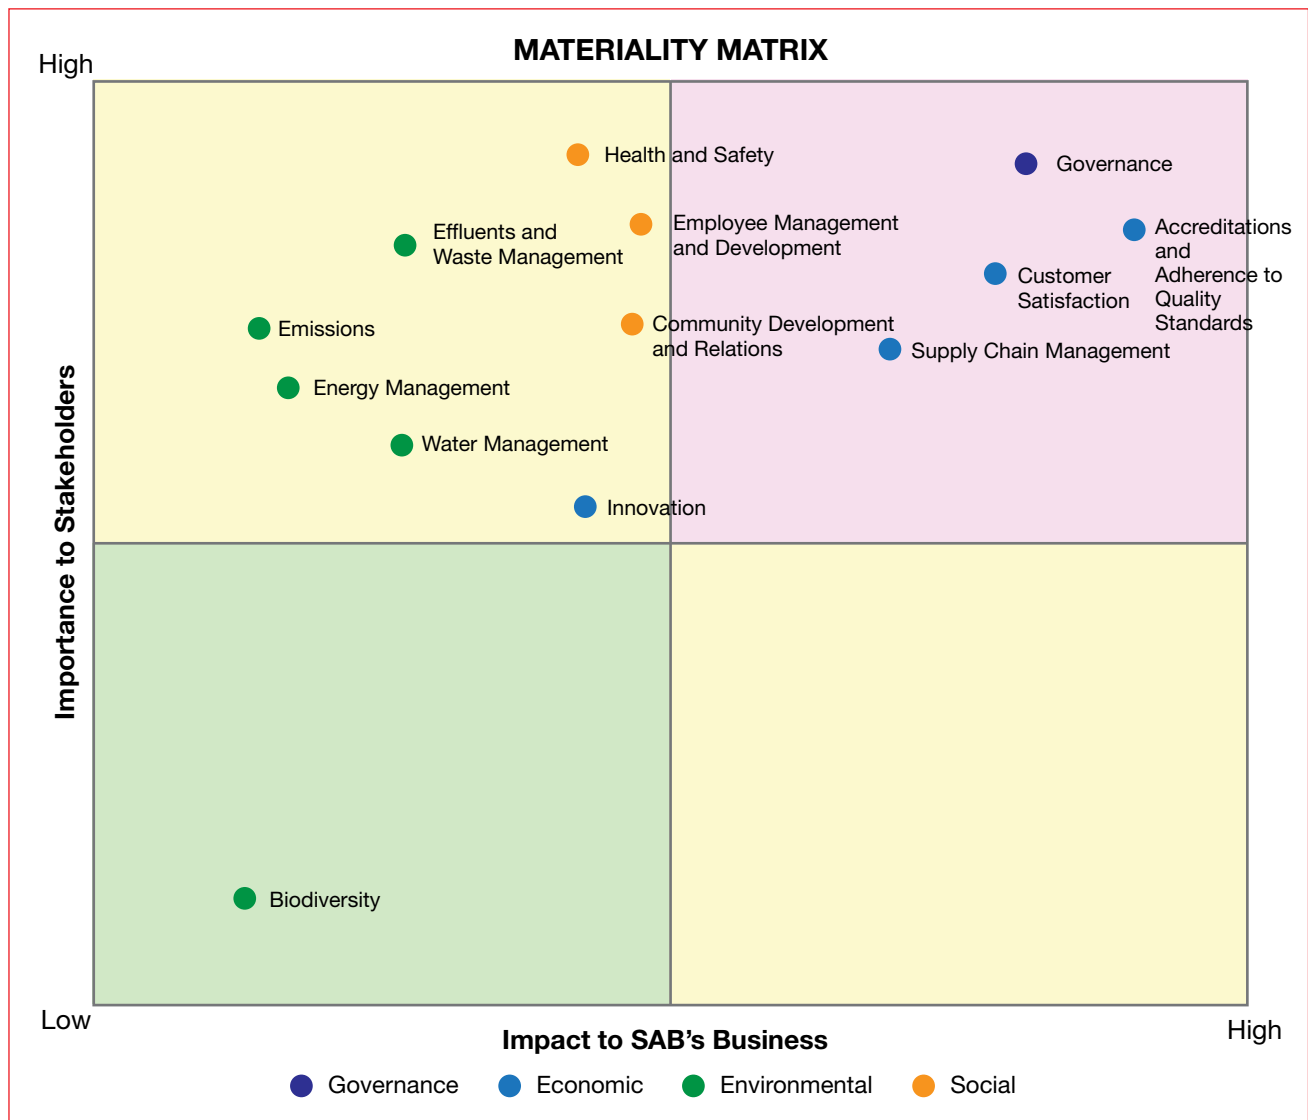 MATERIALITY MATRIX
High
Health and Safety
Governance
Employee Management
and Development
Effluents and
Waste Management
Accreditations
and
Adherence to
Quality
Standards
Customer
Satisfaction
Emissions
Community Development
and Relations
Supply Chain Management
Energy Management
Water Management
Innovation
Importance to Stakeholders
Biodiversity
Low
High
Impact to SAB's Business
Governance
Economic
Environmental
Social